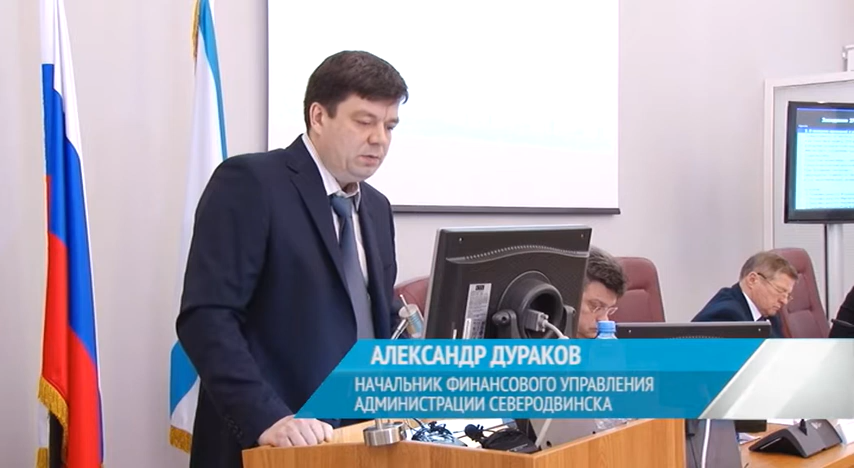 АЛЕКСАНДР ДУРАКОВ
НАЧАЛЬНИК ФИНАНСОВОГО УПРАВЛЕНИЯ
АДМИНИСТРАЦИИ СЕВЕРОДВИНСКА